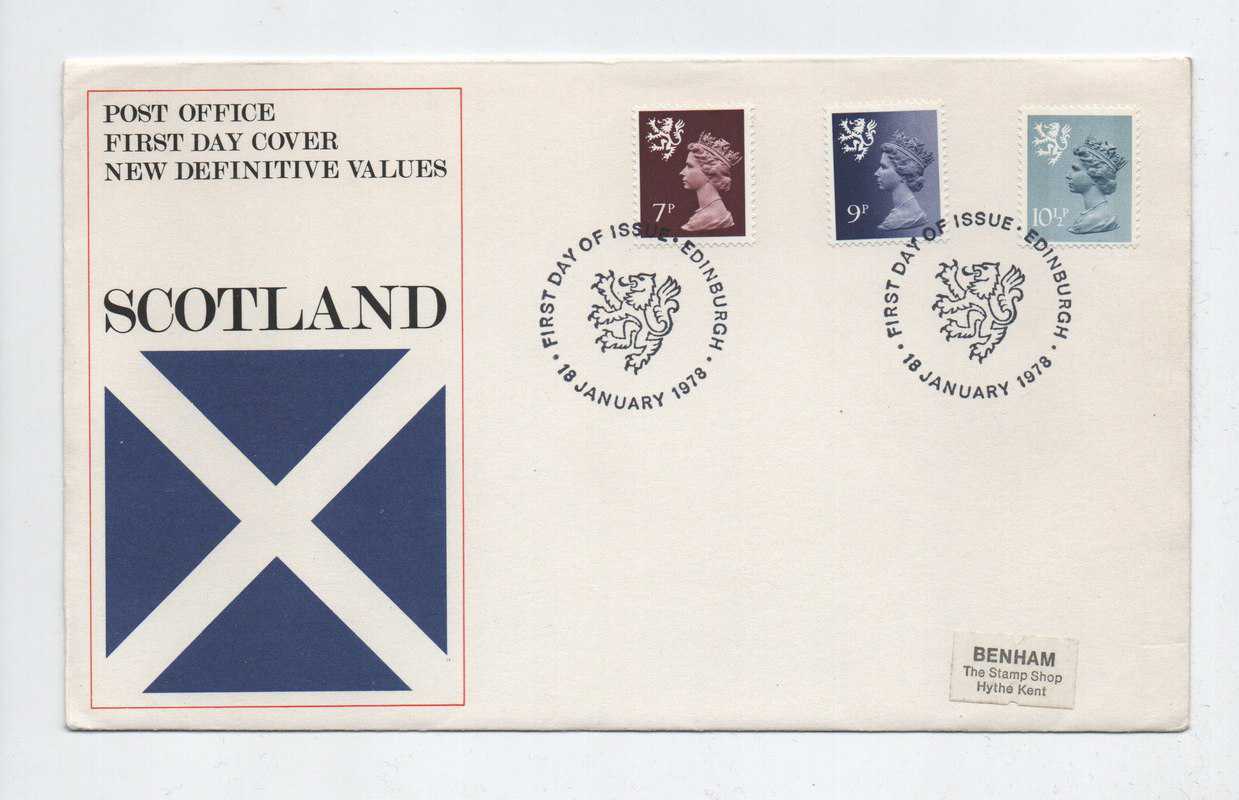 POST OFFICE
FIRST DAY COVER
NEW DEFINITIVE VALUES
SCOTLAND
7P
9P
10½P
FIRST DAY OF ISSUE · EDINBURGH ·
· 18 JANUARY 1978
FIRST DAY OF ISSUE · EDINBURGH ·
· 18 JANUARY 1978
BENHAM
The Stamp Shop
Hythe Kent